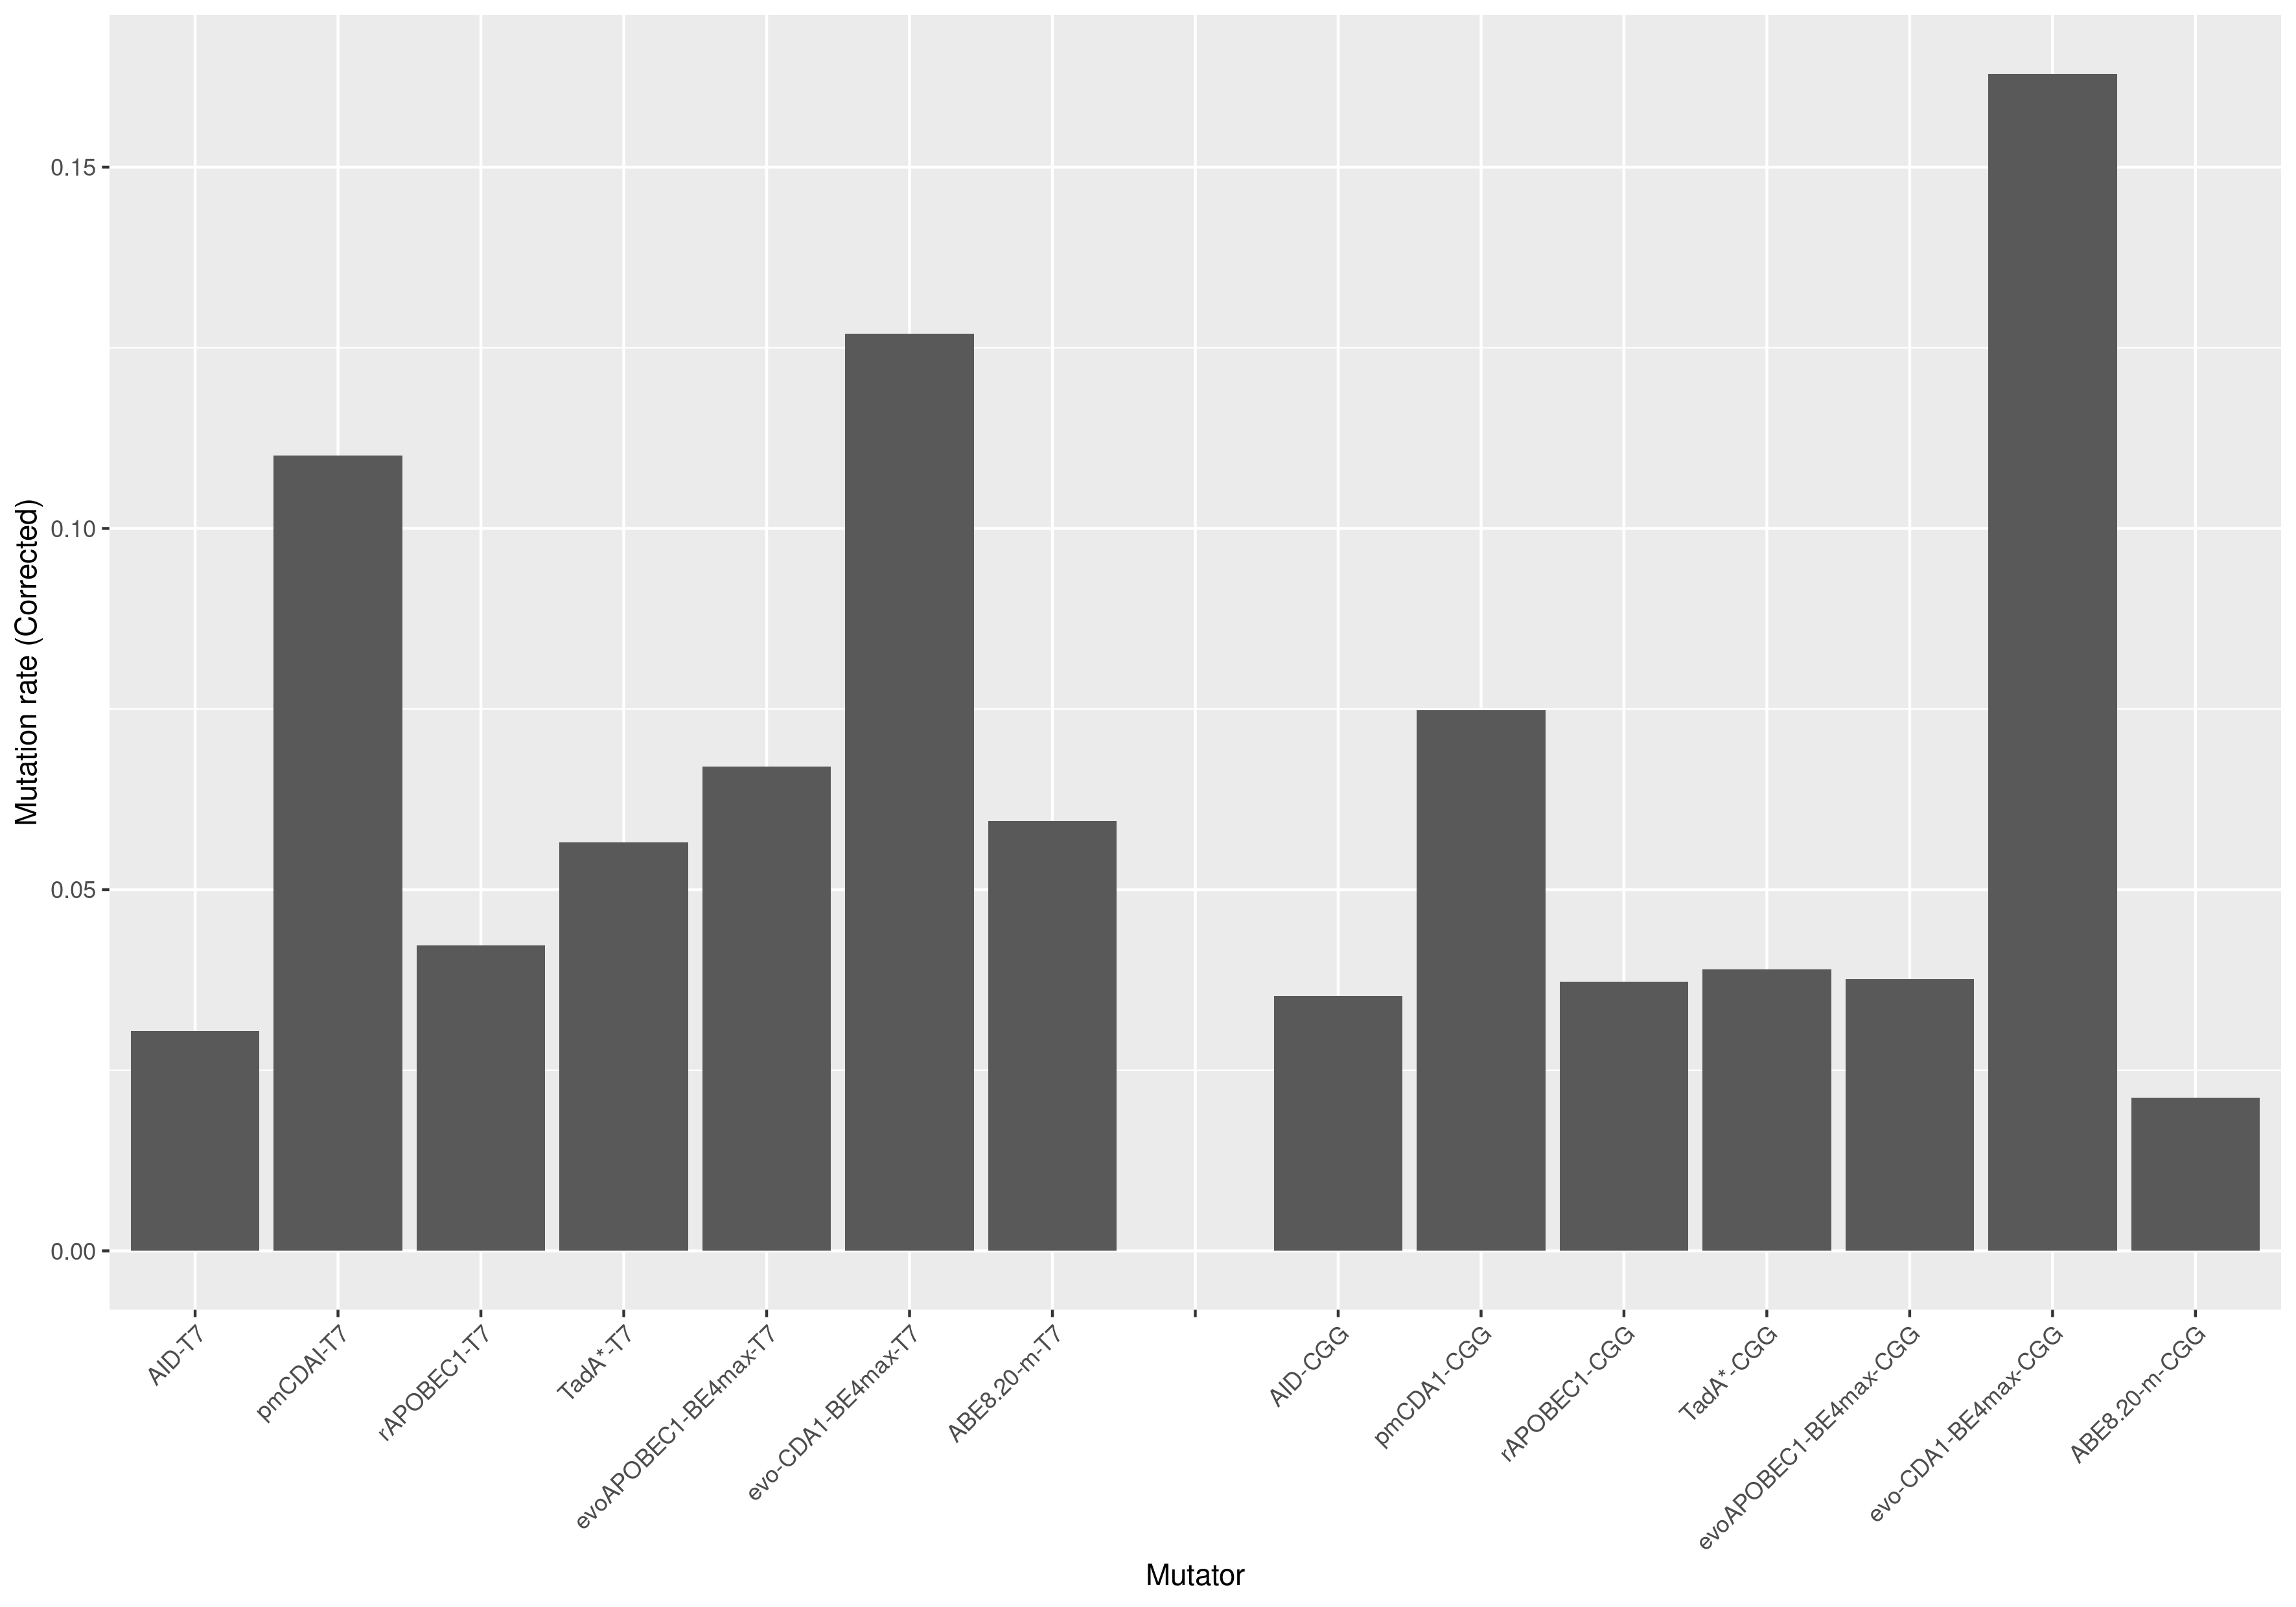 Mutation rate (Corrected)
0.15
0.10
0.05
0.00
AID-T7
pmCDAI-T7
rAPOBEC1-T7
TadA*-T7
evoAPOBEC1-BE4max-T7
evo-CDA1-BE4max-T7
ABE8.20-m-T7
AID-CGG
pmCDA1-CGG
rAPOBEC1-CGG
TadA*-CGG
evoAPOBEC1-BE4max-CGG
evo-CDA1-BE4max-CGG
ABE8.20-m-CGG
Mutator